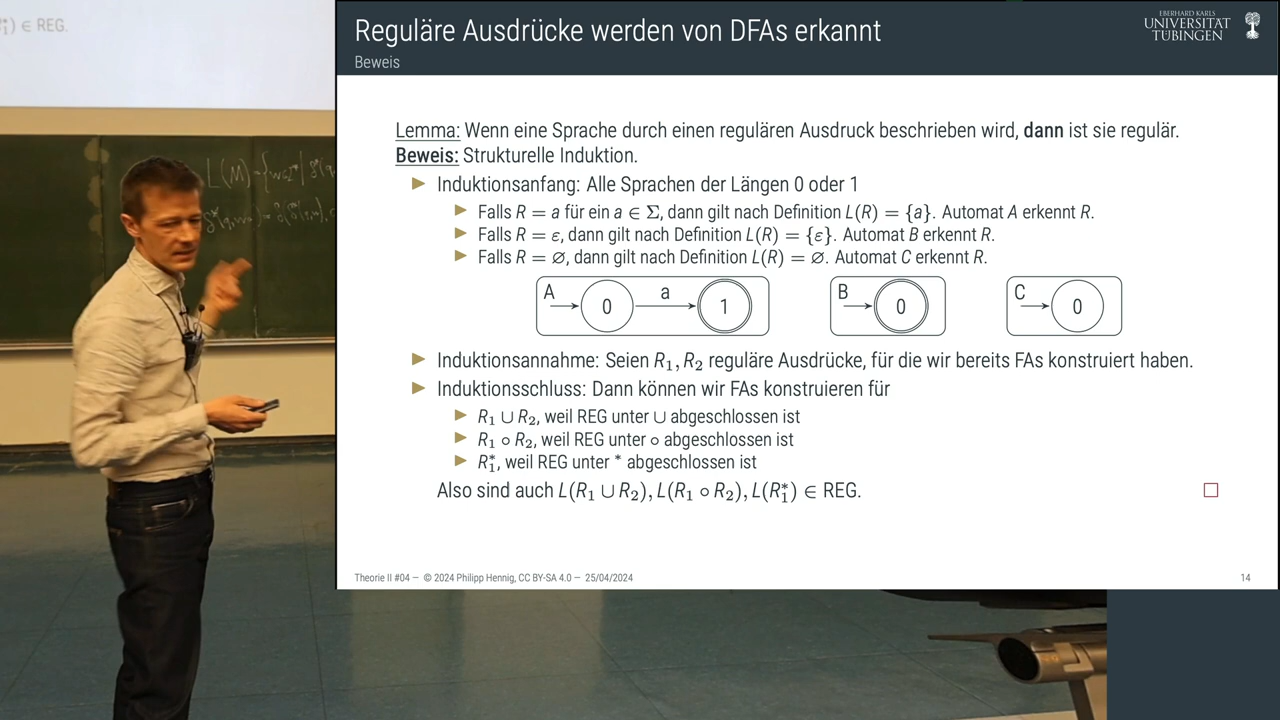 *₁) ∈ REG.
Reguläre Ausdrücke werden von DFAs erkannt
Beweis
EBERHARD KARLS
UNIVERSITÄT
TÜBINGEN
Lemma: Wenn eine Sprache durch einen regulären Ausdruck beschrieben wird, dann ist sie regulär.
Beweis: Strukturelle Induktion.
▶ Induktionsanfang: Alle Sprachen der Längen 0 oder 1
▶ Falls R = a für ein a ∈ Σ, dann gilt nach Definition L(R) = {a}. Automat A erkennt R.
▶ Falls R = ε, dann gilt nach Definition L(R) = {ε}. Automat B erkennt R.
▶ Falls R = ∅, dann gilt nach Definition L(R) = ∅. Automat C erkennt R.
A 0 a 1 B 0 C 0
▶ Induktionsannahme: Seien R₁, R₂ reguläre Ausdrücke, für die wir bereits FAs konstruiert haben.
▶ Induktionsschluss: Dann können wir FAs konstruieren für
▶ R₁ ∪ R₂, weil REG unter ∪ abgeschlossen ist
▶ R₁ ∘ R₂, weil REG unter ∘ abgeschlossen ist
▶ R₁*, weil REG unter * abgeschlossen ist
Also sind auch L(R₁ ∪ R₂), L(R₁ ∘ R₂), L(R₁*) ∈ REG. □
Theorie II #04 — © 2024 Philipp Hennig, CC BY-SA 4.0 — 25/04/2024 14
L(M)